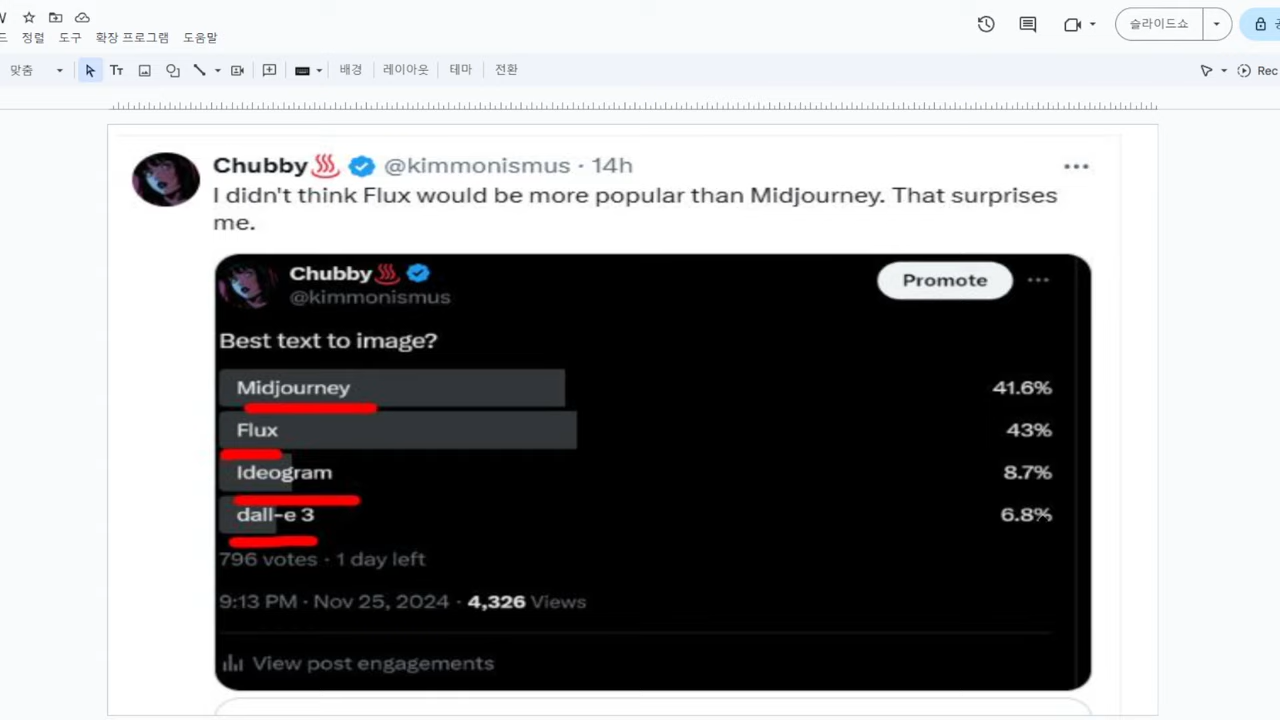 정렬 도구 확장 프로그램 도움말
슬라이드쇼
맞춤
배경 레이아웃 테마 전환
Rec
Chubby @kimmonismus · 14h
I didn't think Flux would be more popular than Midjourney. That surprises
me.
Chubby
@kimmonismus
Promote
Best text to image?
Midjourney 41.6%
Flux 43%
Ideogram 8.7%
dall-e 3 6.8%
796 votes · 1 day left
9:13 PM · Nov 25, 2024 · 4,326 Views
View post engagements